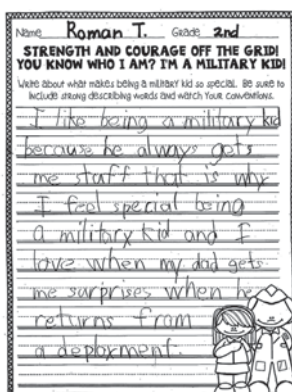 Name Roman T. Grade 2nd
STRENGTH AND COURAGE OFF THE GRID!
YOU KNOW WHO I AM? I'M A MILITARY KID!
Write about what makes being a military kid so special. Be sure to
include strong describing words and watch your conventions.
I like being a military kid
because he always gets
me stuff that is why
I feel special being
a military kid and I
love when my dad gets
me surprises when he
returns from
a deployment.